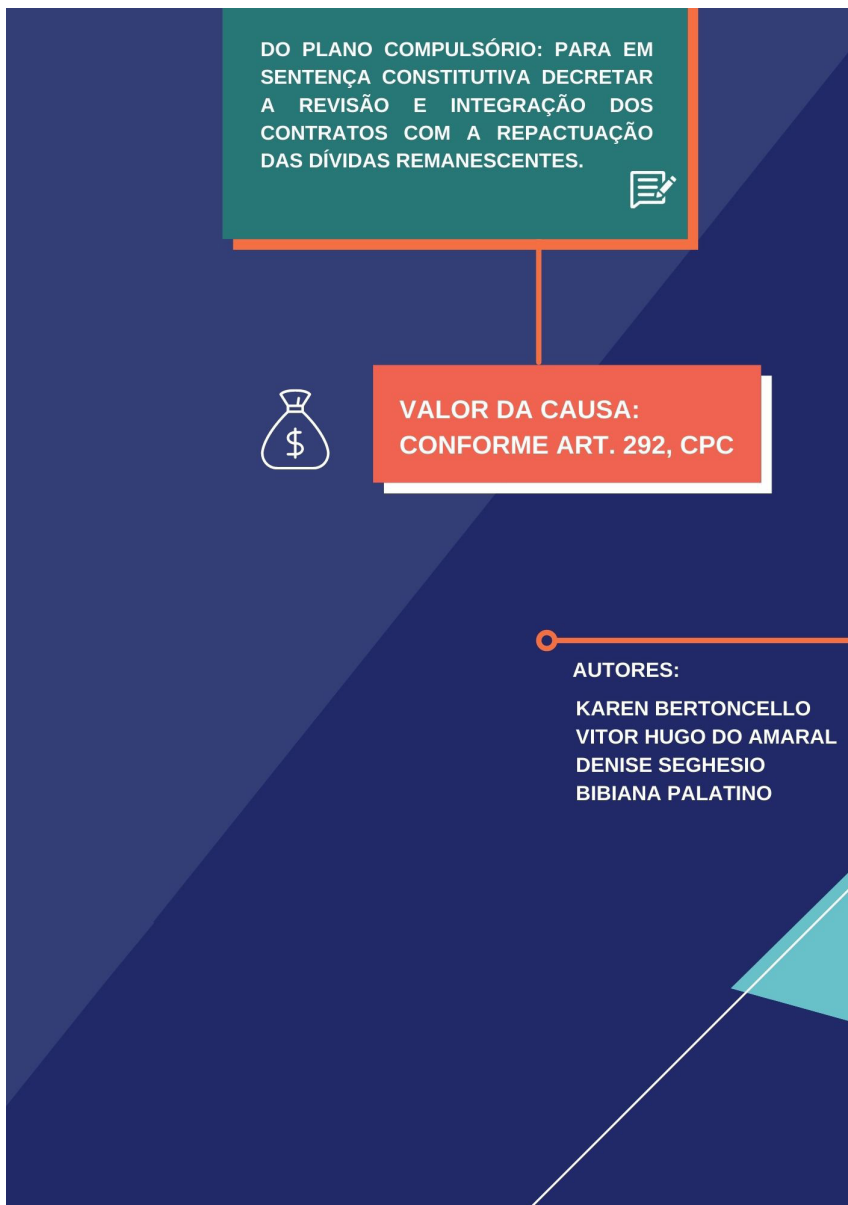 DO PLANO COMPULSÓRIO: PARA EM
SENTENÇA CONSTITUTIVA DECRETAR
A REVISÃO E INTEGRAÇÃO DOS
CONTRATOS COM A REPACTUAÇÃO
DAS DÍVIDAS REMANESCENTES.
$
VALOR DA CAUSA:
CONFORME ART. 292, CPC
AUTORES:
KAREN BERTONCELLO
VITOR HUGO DO AMARAL
DENISE SEGHESIO
BIBIANA PALATINO